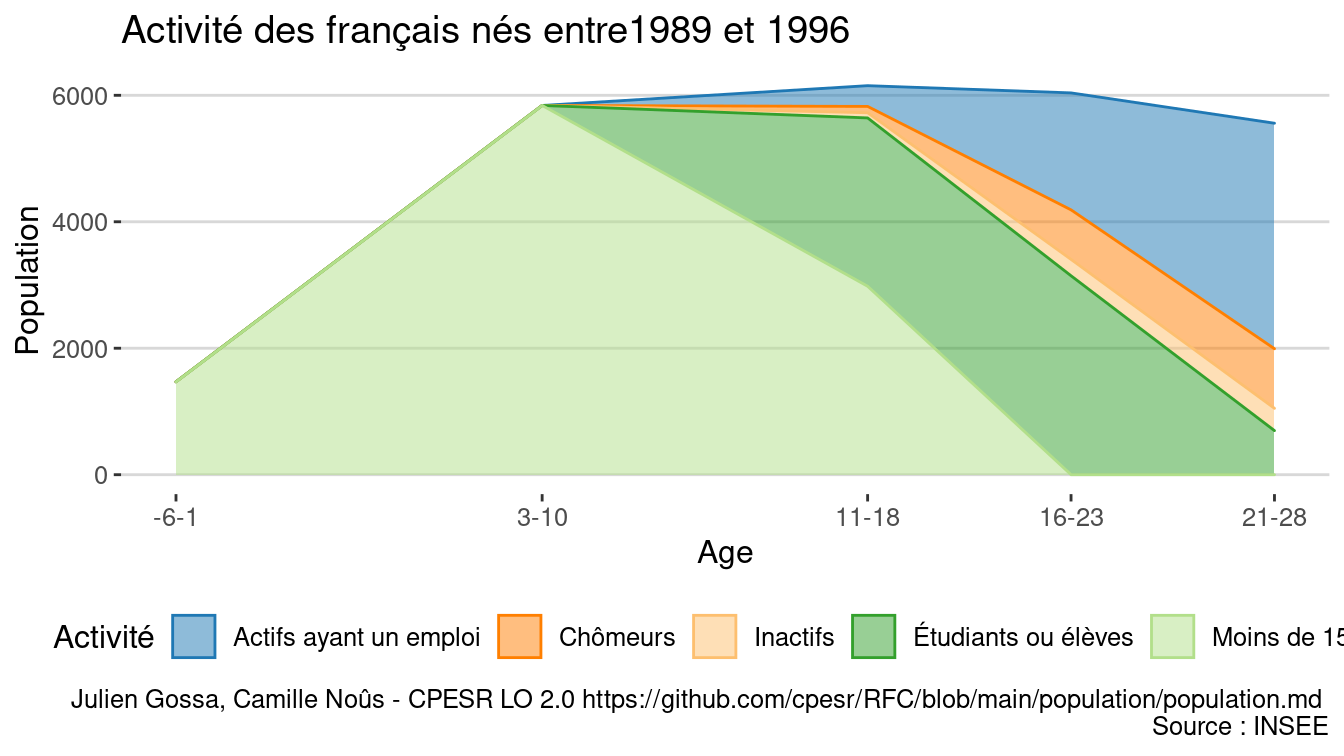 Activité des français nés entre1989 et 1996
Population
6000
4000
2000
0
-6-1 3-10 11-18 16-23 21-28
Age
Activité Actifs ayant un emploi Chômeurs Inactifs Étudiants ou élèves Moins de 15
Julien Gossa, Camille Noûs - CPESR LO 2.0 https://github.com/cpesr/RFC/blob/main/population/population.md
Source : INSEE